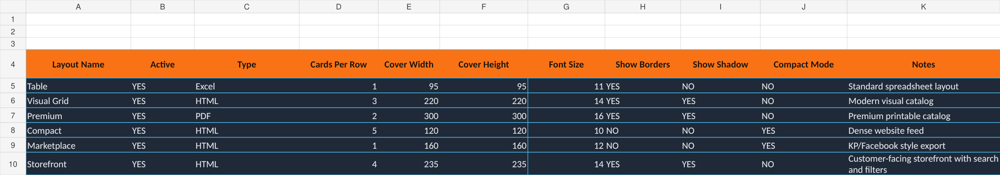 A B C D E F G H I J K
1
2
3
4 Layout Name Active Type Cards Per Row Cover Width Cover Height Font Size Show Borders Show Shadow Compact Mode Notes
5 Table YES Excel 1 95 95 11 YES NO NO Standard spreadsheet layout
6 Visual Grid YES HTML 3 220 220 14 YES YES NO Modern visual catalog
7 Premium YES PDF 2 300 300 16 YES YES NO Premium printable catalog
8 Compact YES HTML 5 120 120 10 NO NO YES Dense website feed
9 Marketplace YES HTML 1 160 160 12 NO NO YES KP/Facebook style export
10 Storefront YES HTML 4 235 235 14 YES YES NO Customer-facing storefront with search
and filters